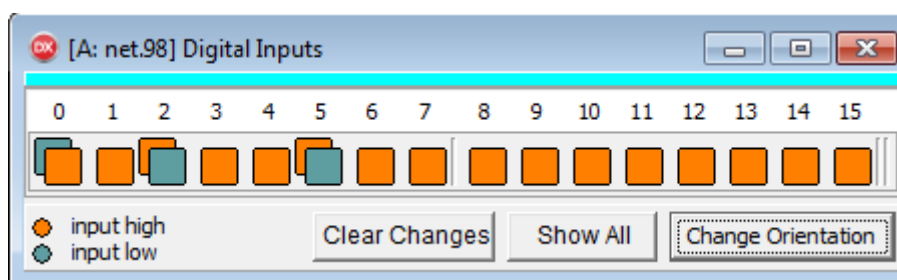 DX [A: net.98] Digital Inputs
0 1 2 3 4 5 6 7 8 9 10 11 12 13 14 15
input high
input low
Clear Changes Show All Change Orientation